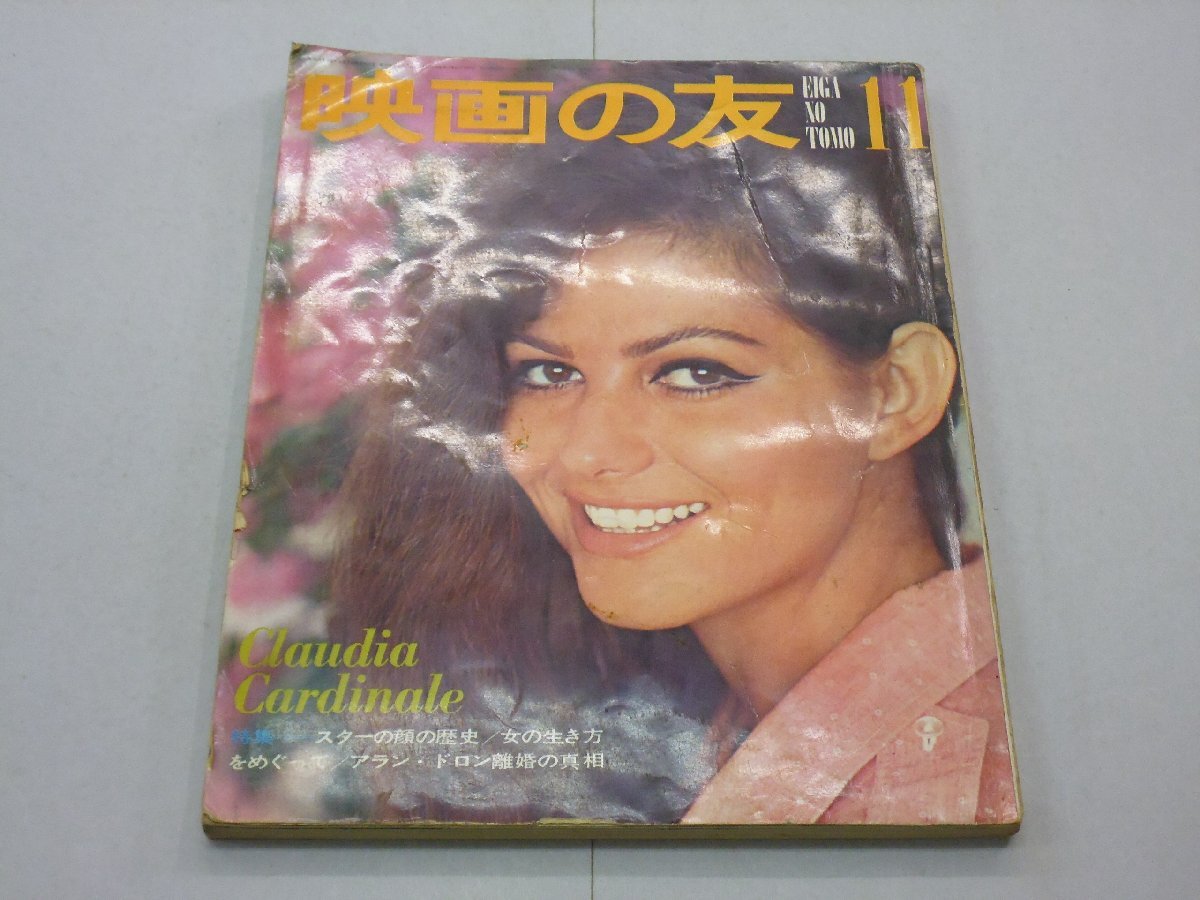 映画の友
EIGA
NO
TOMO
11
Claudia
Cardinale
特集 スターの顔の歴史/女の生き方
をめぐって/アラン・ドロン離婚の真相